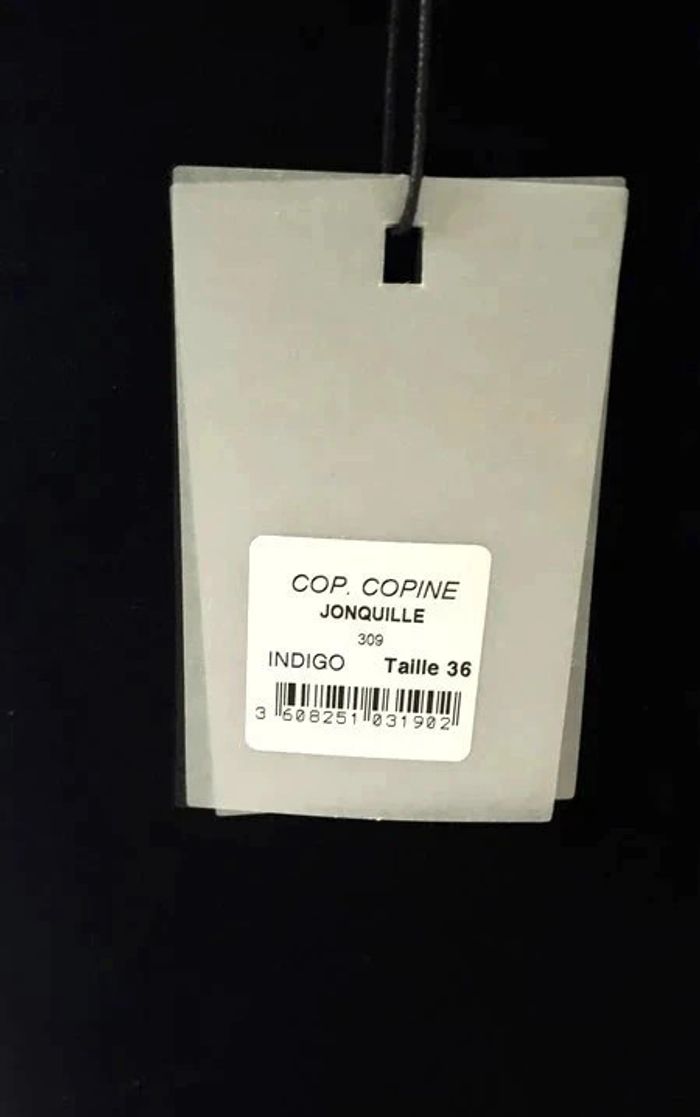 COP. COPINE
JONQUILLE
309
INDIGO Taille 36
3 608251 031902